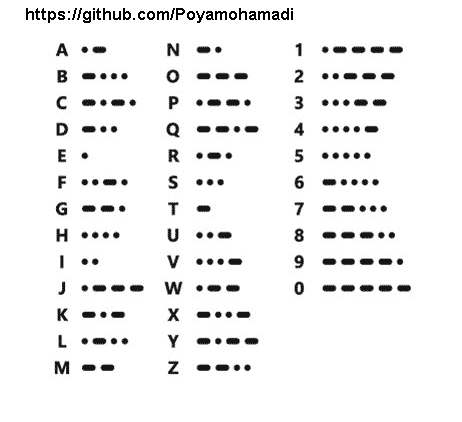 https://github.com/Poyamohamadi
A •– N –• 1 •––––
B –••• O ––– 2 ••–––
C –•–• P •––• 3 •••––
D –•• Q ––•– 4 ••••–
E • R •–• 5 •••••
F ••–• S ••• 6 –••••
G ––• T – 7 ––•••
H •••• U ••– 8 –––••
I •• V •••– 9 ––––•
J •––– W •–– 0 –––––
K –•– X –••–
L •–•• Y –•––
M –– Z ––••